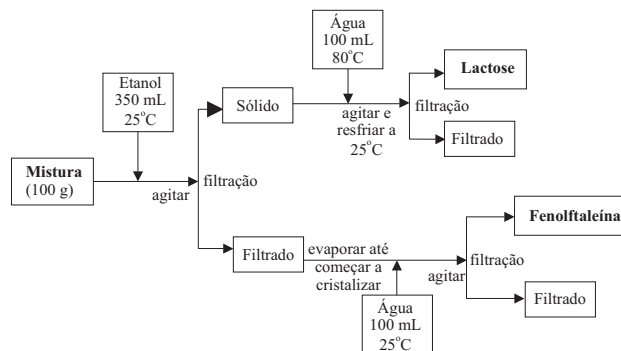 Água
100 mL
80°C
Etanol
350 mL
25°C
Lactose
Sólido
filtração
agitar e
resfriar a
25°C
Filtrado
Mistura
(100 g)
agitar
filtração
Fenolftaleína
Filtrado
evaporar até
começar a
cristalizar
filtração
agitar
Filtrado
Água
100 mL
25°C